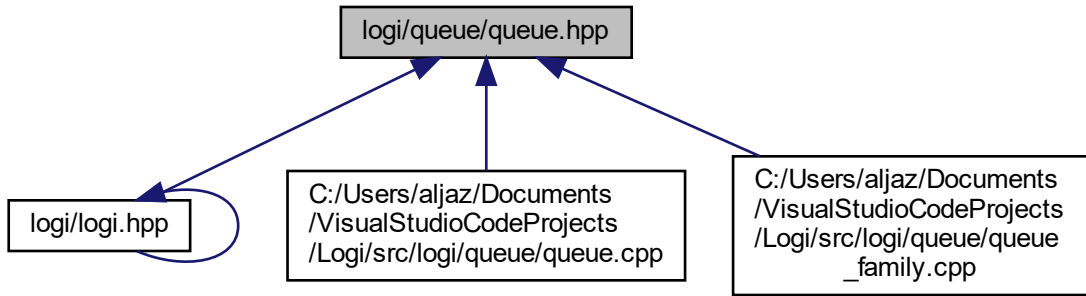 logi/queue/queue.hpp
logi/logi.hpp
C:/Users/aljaz/Documents
/VisualStudioCodeProjects
/Logi/src/logi/queue/queue.cpp
C:/Users/aljaz/Documents
/VisualStudioCodeProjects
/Logi/src/logi/queue/queue
_family.cpp